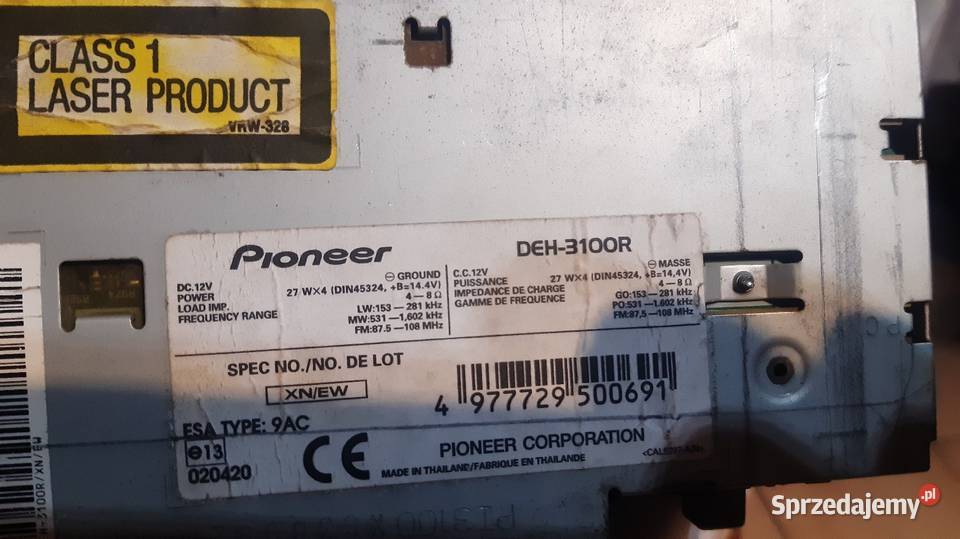 CLASS 1
LASER PRODUCT
VRW-328
Pioneer
DEH-3100R
⊖ GROUND
DC.12V
POWER 27 W×4 (DIN45324, +B=14.4V)
LOAD IMP. 4 — 8 Ω
FREQUENCY RANGE LW:153 — 281 kHz
MW:531 —1,602 kHz
FM:87.5 —108 MHz
⊖ MASSE
C.C.12V
PUISSANCE 27 W×4 (DIN45324, +B=14,4V)
IMPÉDANCE DE CHARGE 4 — 8 Ω
GAMME DE FREQUENCE GO:153 — 281 kHz
PO:531 —1.602 kHz
FM:87,5 —108 MHz
SPEC NO./NO. DE LOT
XN/EW
4 977729 500691
ESA TYPE: 9AC
e13
020420
CE
PIONEER CORPORATION
MADE IN THAILAND/FABRIQUE EN THAILANDE
H-3100R/XN/EW
Sprzedajemy.pl